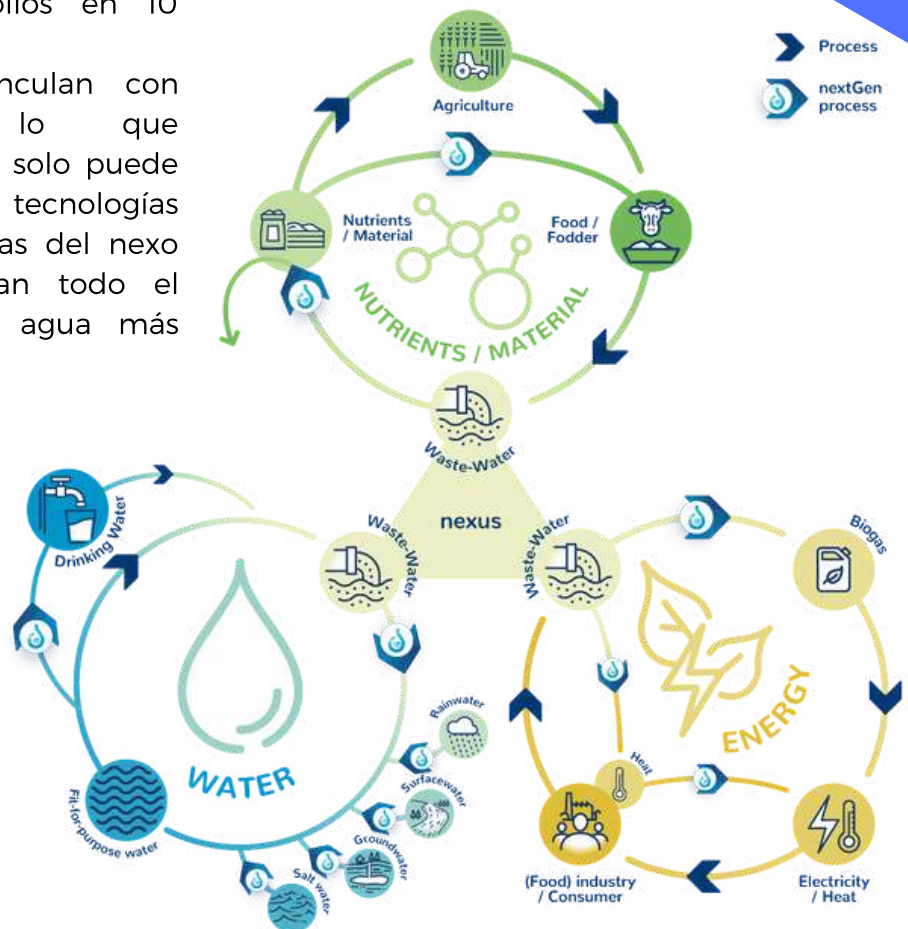 en 10
nculan con
lo que
solo puede
tecnologías
as del nexo
an todo el
agua más
Process
nextGen
process
Agriculture
Nutrients
/ Material
Food /
Fodder
NUTRIENTS / MATERIAL
Waste-Water
nexus
Waste-Water
Waste-Water
Drinking Water
WATER
Fit-for-purpose water
Rainwater
Surfacewater
Groundwater
Salt water
Biogas
ENERGY
Heat
(Food) industry
/ Consumer
Electricity
/ Heat